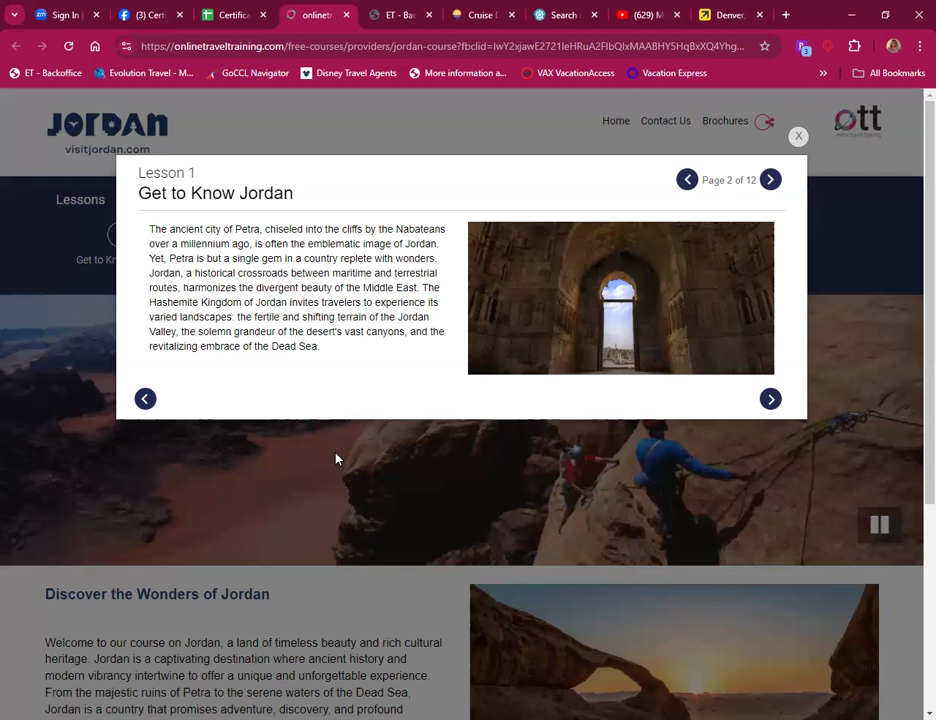 Sign In |
(3) Certi
Certifica
onlinetr
ET - Bac
Cruise D
Search r
(629) M
Denver,
https://onlinetraveltraining.com/free-courses/providers/jordan-course?fbclid=IwY2xjawE2721leHRuA2FlbQIxMAABHY5HqBxXQ4Yhg...
3
ET - Backoffice
Evolution Travel - M...
GoCCL Navigator
Disney Travel Agents
More information a...
VAX VacationAccess
Vacation Express
All Bookmarks
JORDAN
visitjordan.com
Home
Contact Us
Brochures
ott
online travel training
X
Lessons
Get to Kn
Lesson 1
Get to Know Jordan
Page 2 of 12
The ancient city of Petra, chiseled into the cliffs by the Nabateans
over a millennium ago, is often the emblematic image of Jordan.
Yet, Petra is but a single gem in a country replete with wonders.
Jordan, a historical crossroads between maritime and terrestrial
routes, harmonizes the divergent beauty of the Middle East. The
Hashemite Kingdom of Jordan invites travelers to experience its
varied landscapes: the fertile and shifting terrain of the Jordan
Valley, the solemn grandeur of the desert's vast canyons, and the
revitalizing embrace of the Dead Sea.
Discover the Wonders of Jordan
Welcome to our course on Jordan, a land of timeless beauty and rich cultural
heritage. Jordan is a captivating destination where ancient history and
modern vibrancy intertwine to offer a unique and unforgettable experience.
From the majestic ruins of Petra to the serene waters of the Dead Sea,
Jordan is a country that promises adventure, discovery, and profound